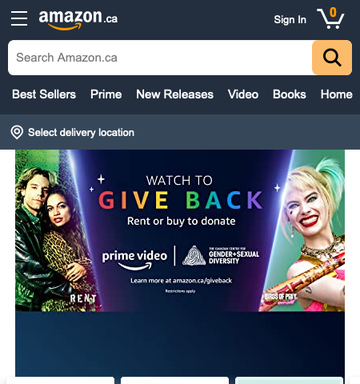 amazon.ca
Sign In
0
Search Amazon.ca
Best Sellers Prime New Releases Video Books Home
Select delivery location
WATCH TO
GIVE BACK
Rent or buy to donate
prime video
THE CANADIAN CENTRE FOR
GENDER+SEXUAL
DIVERSITY
Learn more at amazon.ca/giveback
Restrictions apply
RENT
BIRDS OF PREY